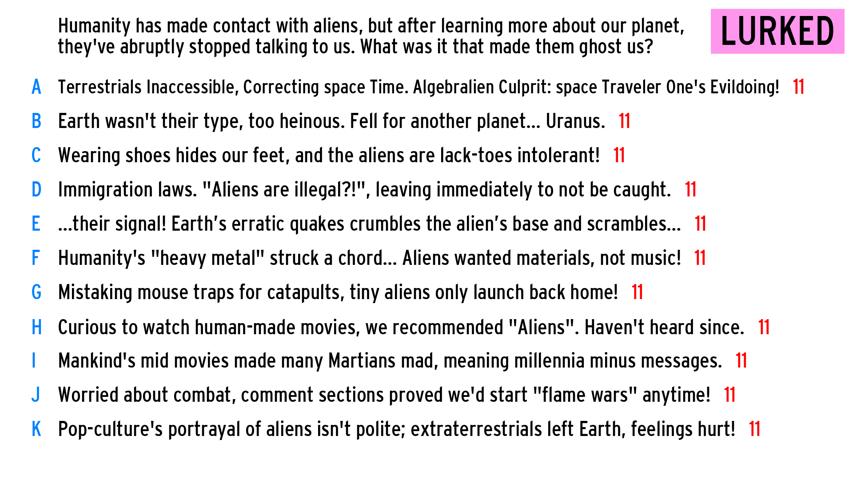 Humanity has made contact with aliens, but after learning more about our planet,
they've abruptly stopped talking to us. What was it that made them ghost us?
LURKED
A Terrestrials Inaccessible, Correcting space Time. Algebralien Culprit: space Traveler One's Evildoing! 11
B Earth wasn't their type, too heinous. Fell for another planet... Uranus. 11
C Wearing shoes hides our feet, and the aliens are lack-toes intolerant! 11
D Immigration laws. "Aliens are illegal?!", leaving immediately to not be caught. 11
E ...their signal! Earth's erratic quakes crumbles the alien's base and scrambles... 11
F Humanity's "heavy metal" struck a chord... Aliens wanted materials, not music! 11
G Mistaking mouse traps for catapults, tiny aliens only launch back home! 11
H Curious to watch human-made movies, we recommended "Aliens". Haven't heard since. 11
I Mankind's mid movies made many Martians mad, meaning millennia minus messages. 11
J Worried about combat, comment sections proved we'd start "flame wars" anytime! 11
K Pop-culture's portrayal of aliens isn't polite; extraterrestrials left Earth, feelings hurt! 11